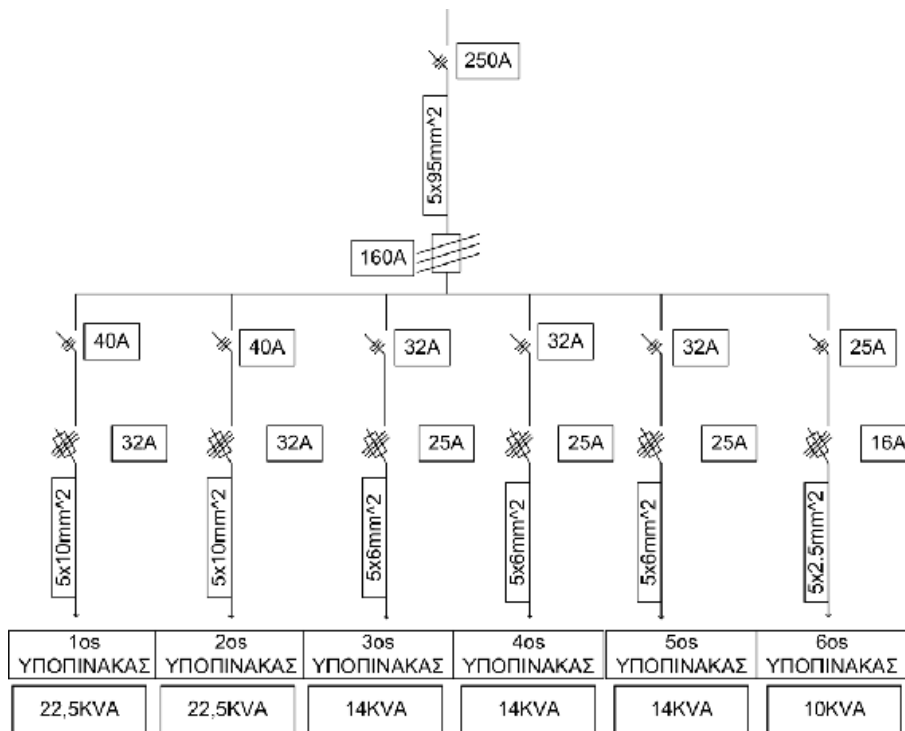 250A
5x95mm^2
160A
40A
40A
32A
32A
32A
25A
32A
32A
25A
25A
25A
16A
5x10mm^2
5x10mm^2
5x6mm^2
5x6mm^2
5x6mm^2
5x2.5mm^2
1os
ΥΠΟΠΙΝΑΚΑΣ
2os
ΥΠΟΠΙΝΑΚΑΣ
3os
ΥΠΟΠΙΝΑΚΑΣ
4os
ΥΠΟΠΙΝΑΚΑΣ
5os
ΥΠΟΠΙΝΑΚΑΣ
6os
ΥΠΟΠΙΝΑΚΑΣ
22,5KVA
22,5KVA
14KVA
14KVA
14KVA
10KVA